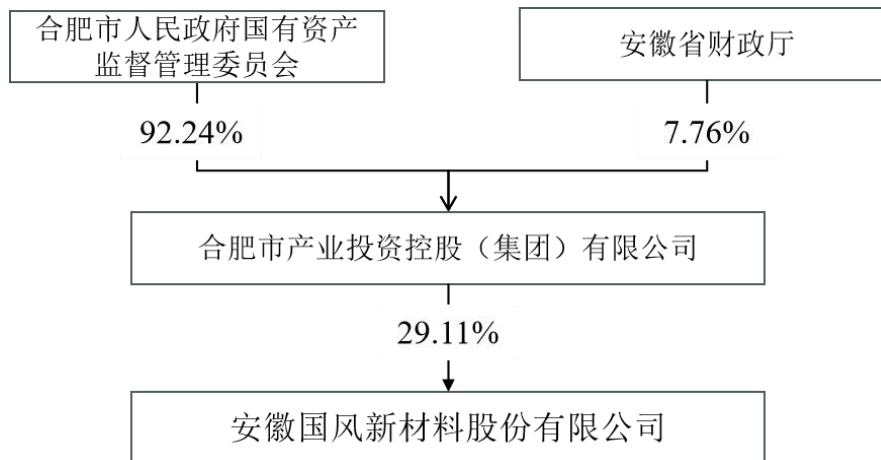 合肥市人民政府国有资产
监督管理委员会
安徽省财政厅
92.24%
7.76%
合肥市产业投资控股（集团）有限公司
29.11%
安徽国风新材料股份有限公司